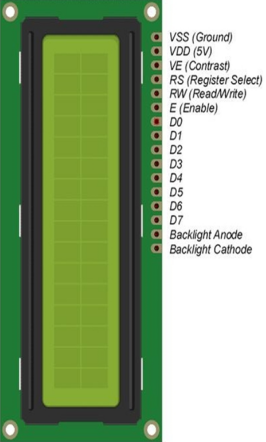 VSS (Ground)
VDD (5V)
VE (Contrast)
RS (Register Select)
RW (Read/Write)
E (Enable)
D0
D1
D2
D3
D4
D5
D6
D7
Backlight Anode
Backlight Cathode